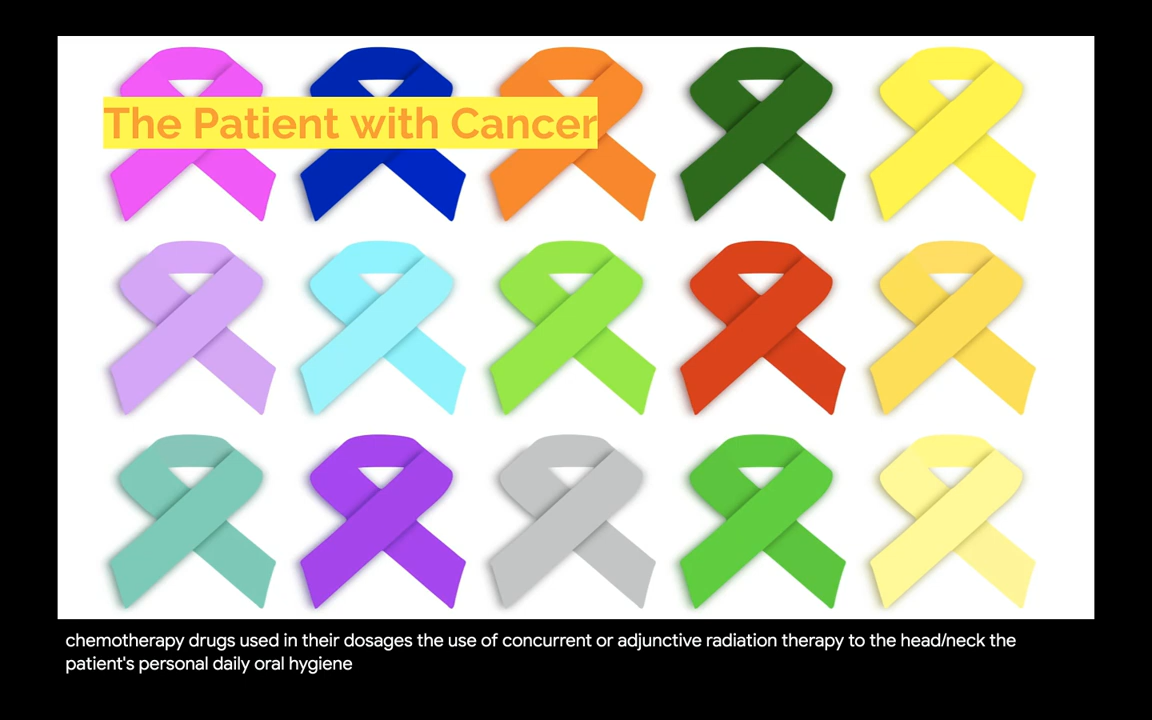 The Patient with Cancer
chemotherapy drugs used in their dosages the use of concurrent or adjunctive radiation therapy to the head/neck the
patient's personal daily oral hygiene